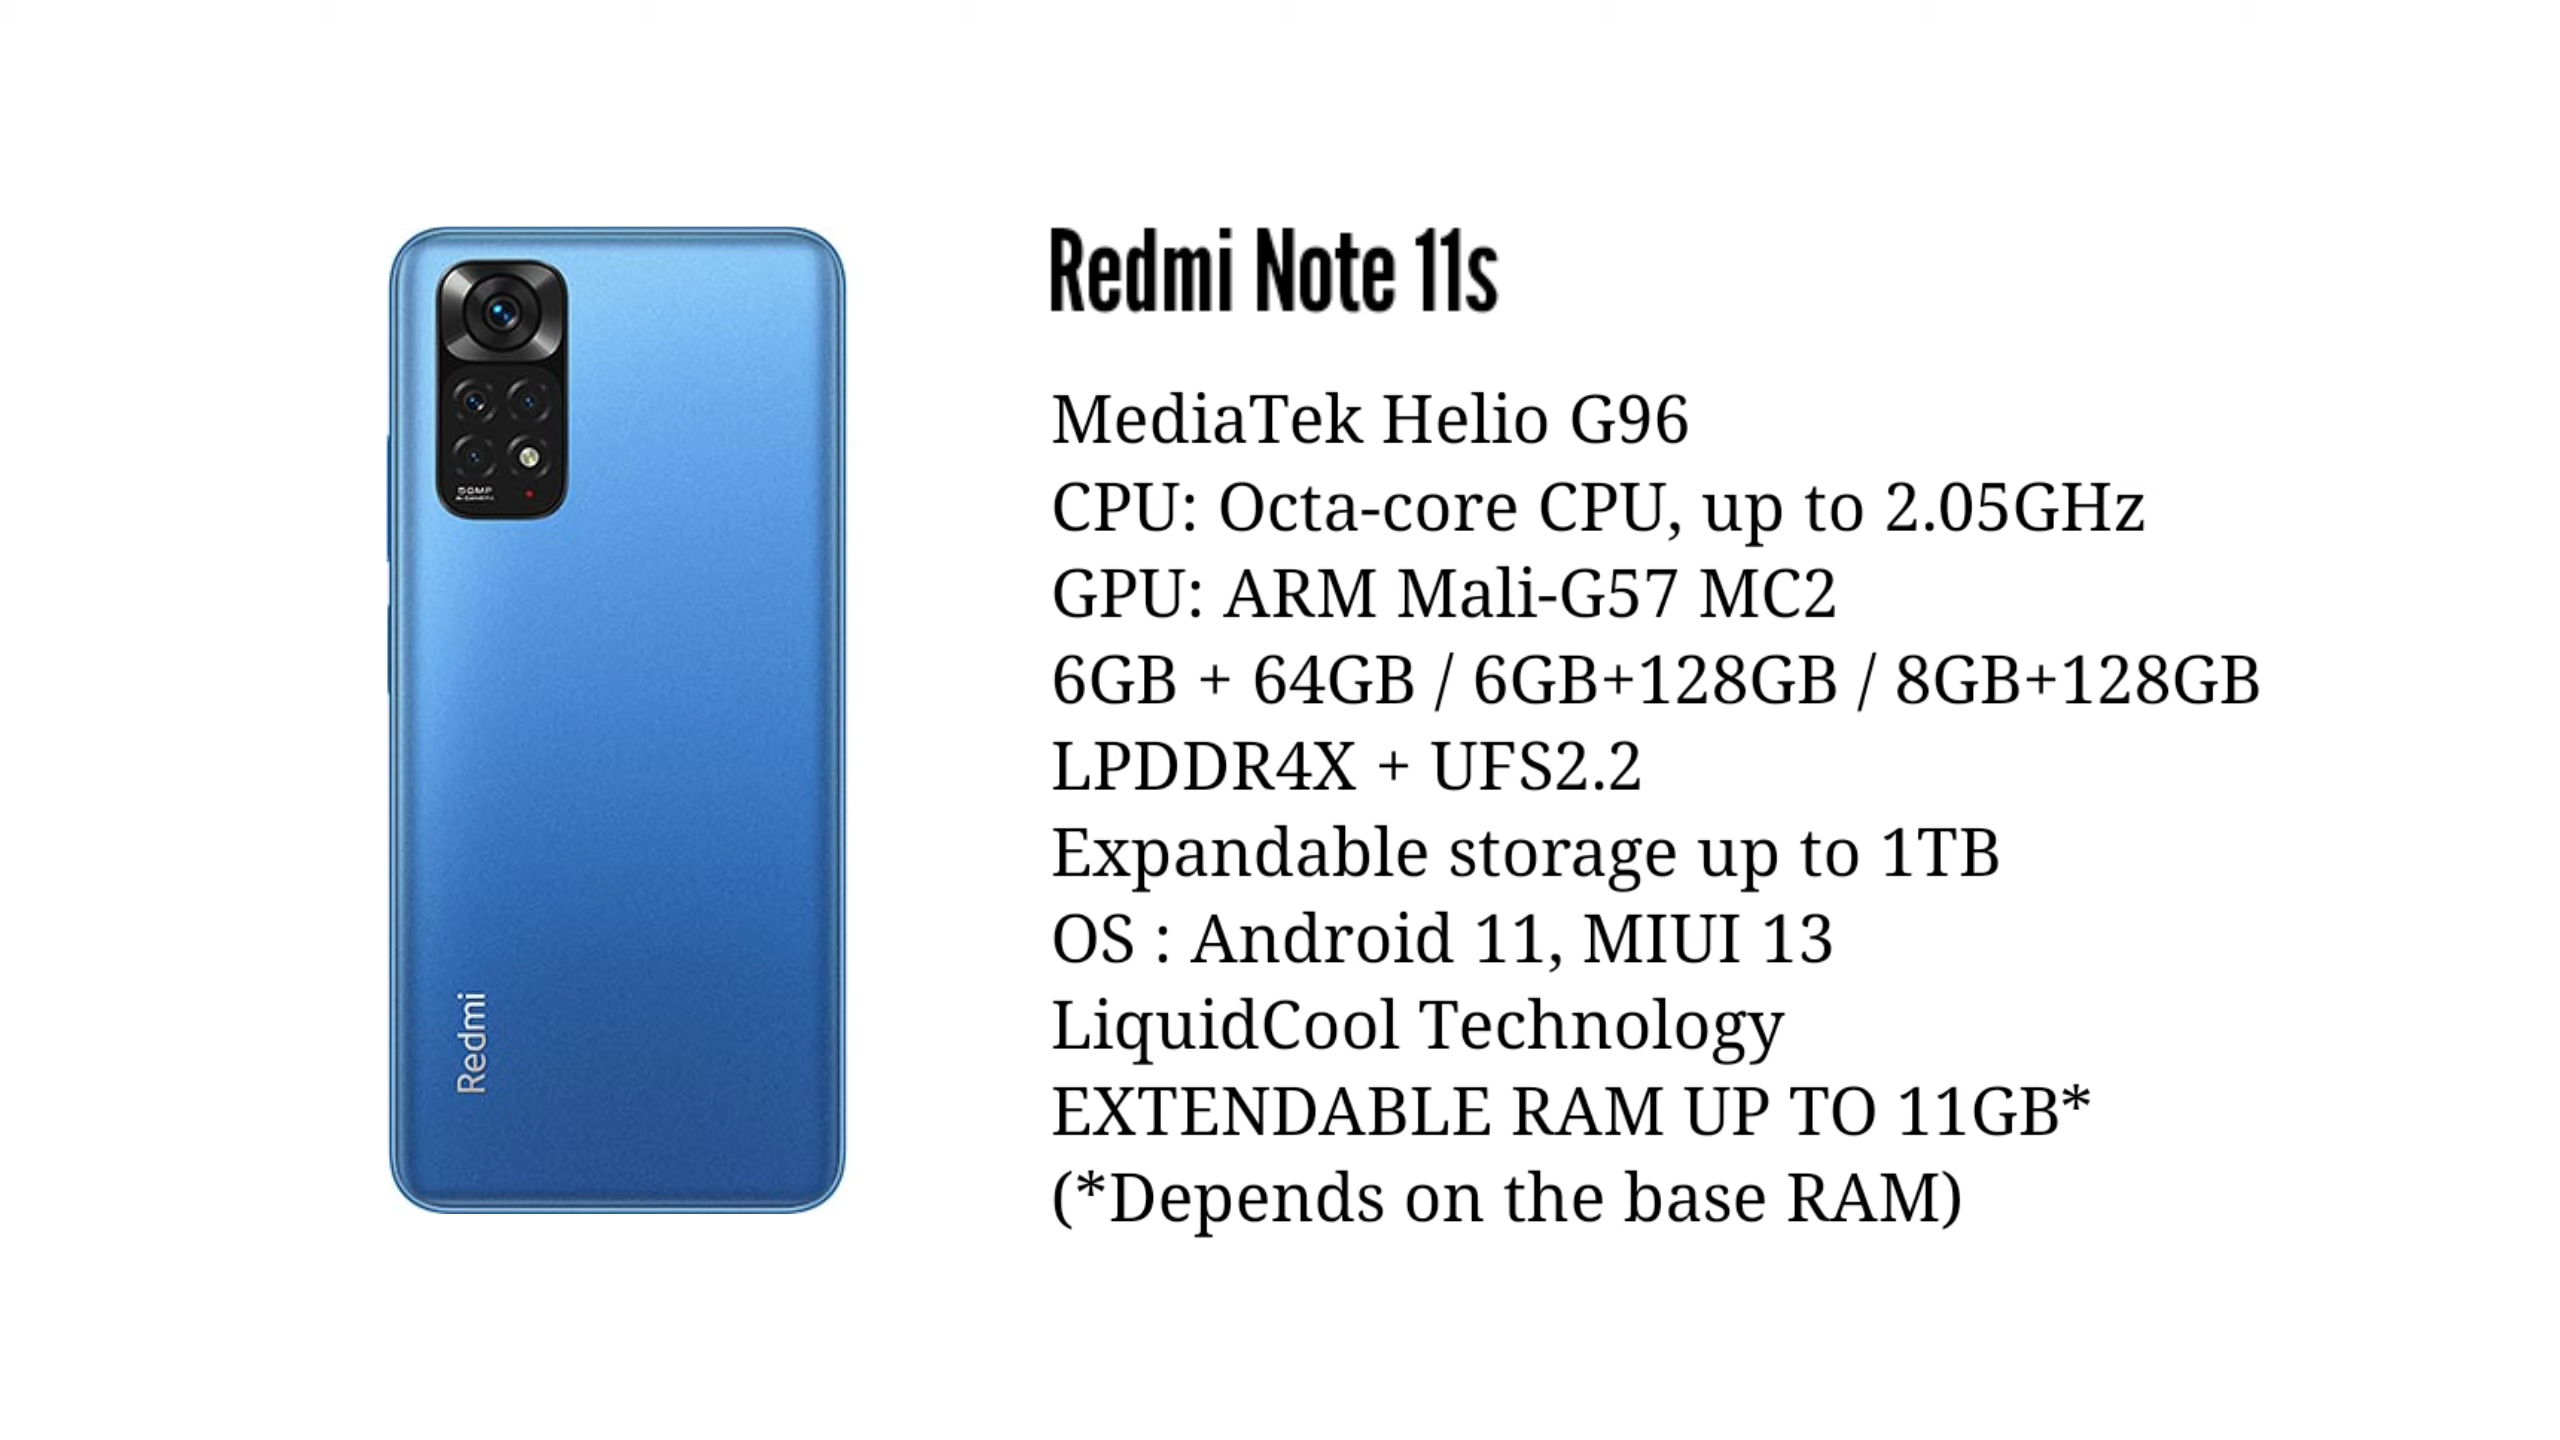 Redmi Note 11s
MediaTek Helio G96
CPU: Octa-core CPU, up to 2.05GHz
GPU: ARM Mali-G57 MC2
6GB + 64GB / 6GB+128GB / 8GB+128GB
LPDDR4X + UFS2.2
Expandable storage up to 1TB
OS : Android 11, MIUI 13
LiquidCool Technology
EXTENDABLE RAM UP TO 11GB*
(*Depends on the base RAM)
50MP
Redmi